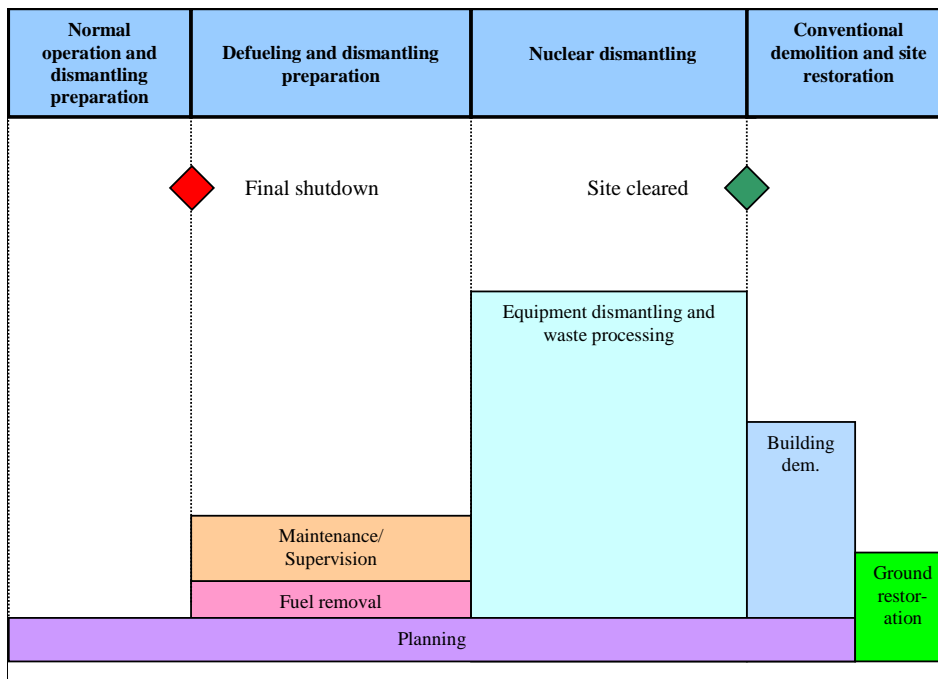 Normal
operation and
dismantling
preparation
Defueling and dismantling
preparation
Nuclear dismantling
Conventional
demolition and site
restoration
Final shutdown
Site cleared
Equipment dismantling and
waste processing
Building
dem.
Maintenance/
Supervision
Fuel removal
Ground
restor-
ation
Planning